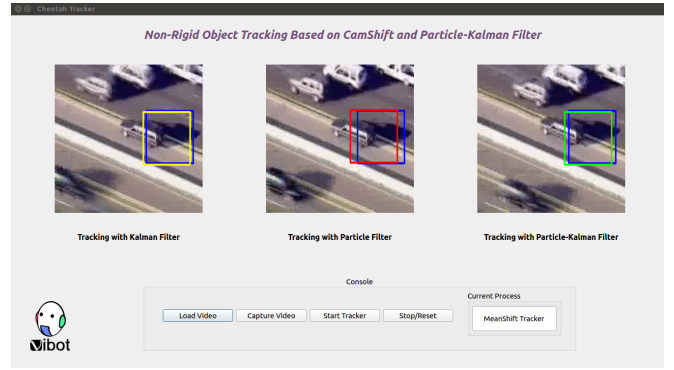 Cheetah Tracker
Non-Rigid Object Tracking Based on CamShift and Particle-Kalman Filter
Tracking with Kalman Filter
Tracking with Particle Filter
Tracking with Particle-Kalman Filter
Console
Load Video
Capture Video
Start Tracker
Stop/Reset
Current Process
MeanShift Tracker
Vibot